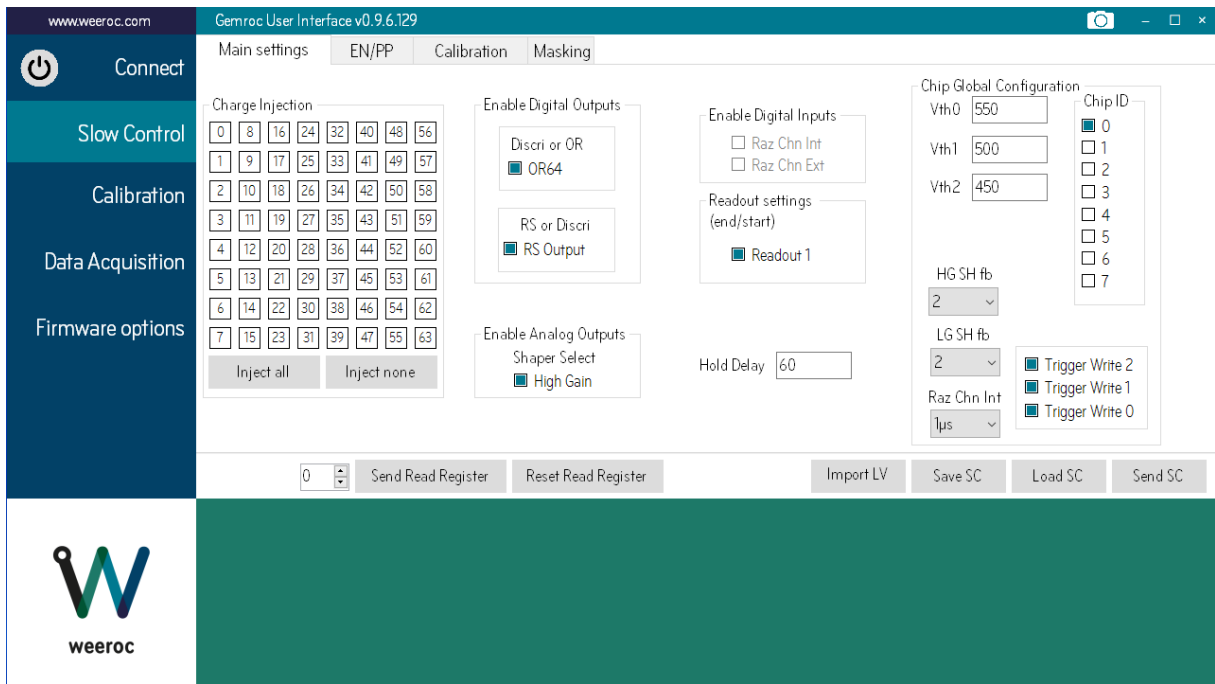 www.weeroc.com
Gemroc User Interface v0.9.6.129
Connect
Slow Control
Calibration
Data Acquisition
Firmware options
Main settings EN/PP Calibration Masking
Charge Injection
0 8 16 24 32 40 48 56
1 9 17 25 33 41 49 57
2 10 18 26 34 42 50 58
3 11 19 27 35 43 51 59
4 12 20 28 36 44 52 60
5 13 21 29 37 45 53 61
6 14 22 30 38 46 54 62
7 15 23 31 39 47 55 63
Inject all Inject none
Enable Digital Outputs
Discri or OR
OR64
RS or Discri
RS Output
Enable Analog Outputs
Shaper Select
High Gain
Enable Digital Inputs
Raz Chn Int
Raz Chn Ext
Readout settings
(end/start)
Readout 1
Hold Delay 60
Chip Global Configuration
Vth0 550
Vth1 500
Vth2 450
Chip ID
0
1
2
3
4
5
6
7
HG SH fb
2
LG SH fb
2
Raz Chn Int
1µs
Trigger Write 2
Trigger Write 1
Trigger Write 0
0 Send Read Register Reset Read Register Import LV Save SC Load SC Send SC
weeroc